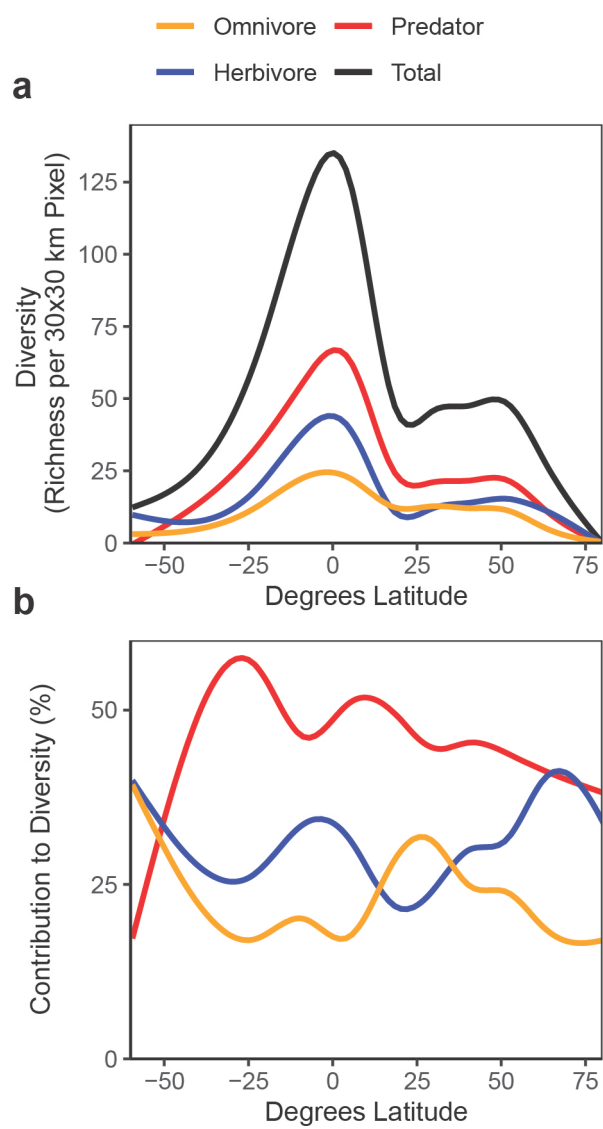 Omnivore Predator
Herbivore Total
a
Diversity
(Richness per 30x30 km Pixel)
125
100
75
50
25
0
−50 −25 0 25 50 75
Degrees Latitude
b
Contribution to Diversity (%)
50
25
0
−50 −25 0 25 50 75
Degrees Latitude